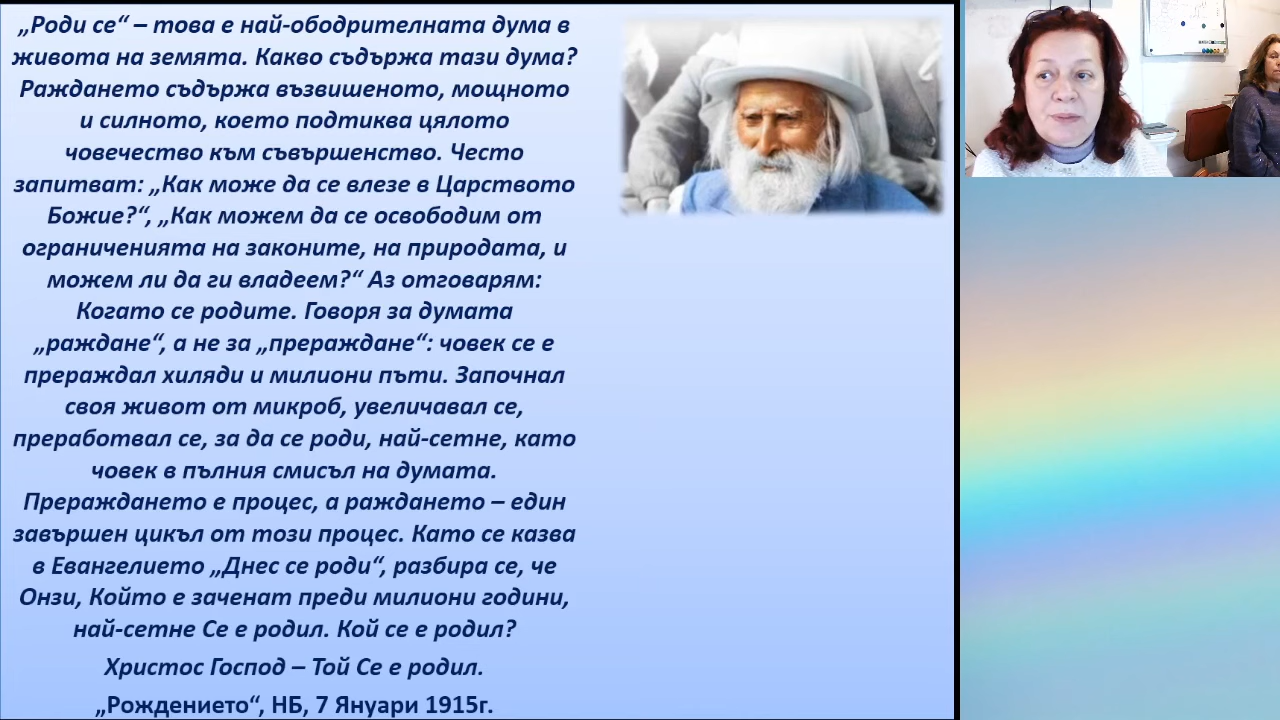 „Роди се“ – това е най-ободрителната дума в
живота на земята. Какво съдържа тази дума?
Раждането съдържа възвишеното, мощното
и силното, което подтиква цялото
човечество към съвършенство. Често
запитват: „Как може да се влезе в Царството
Божие?“, „Как можем да се освободим от
ограниченията на законите, на природата, и
можем ли да ги владеем?“ Аз отговарям:
Когато се родите. Говоря за думата
„раждане“, а не за „прераждане“: човек се е
прераждал хиляди и милиони пъти. Започнал
своя живот от микроб, увеличавал се,
преработвал се, за да се роди, най-сетне, като
човек в пълния смисъл на думата.
Прераждането е процес, а раждането – един
завършен цикъл от този процес. Като се казва
в Евангелието „Днес се роди“, разбира се, че
Онзи, Който е заченат преди милиони години,
най-сетне Се е родил. Кой се е родил?
Христос Господ – Той Се е родил.
„Рождението“, НБ, 7 Януари 1915г.